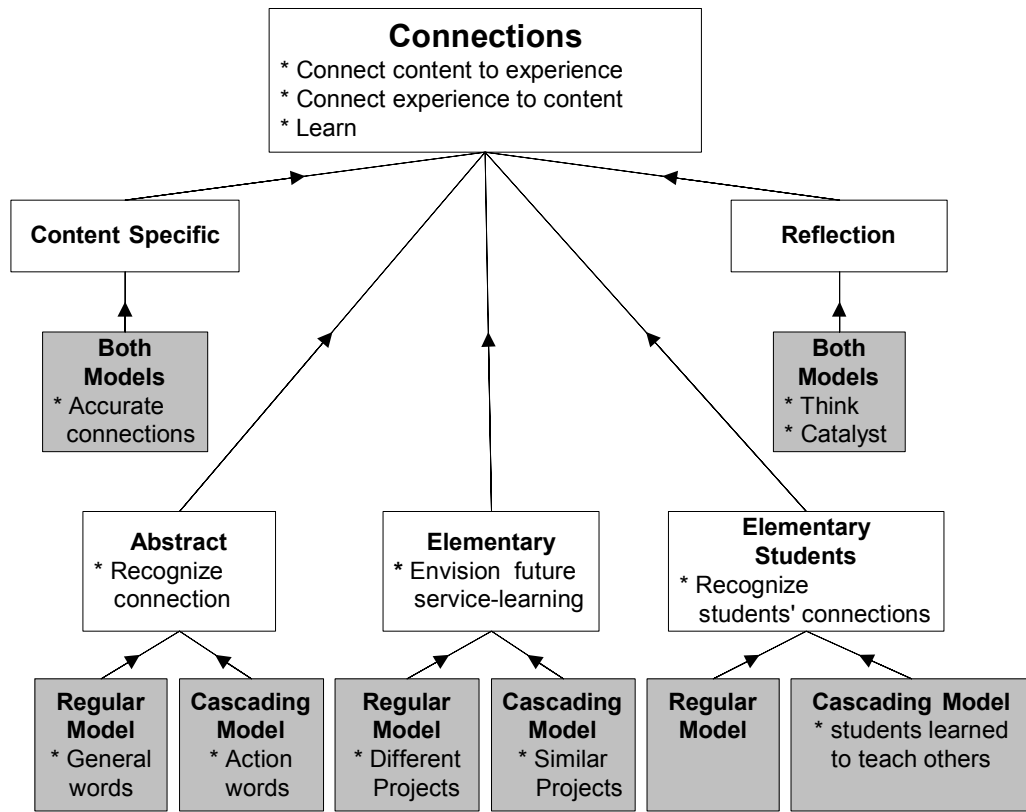 Connections
* Connect content to experience
* Connect experience to content
* Learn
Content Specific
Reflection
Both
Models
* Accurate
connections
Both
Models
* Think
* Catalyst
Abstract
* Recognize
connection
Elementary
* Envision future
service-learning
Elementary
Students
* Recognize
students' connections
Regular
Model
* General
words
Cascading
Model
* Action
words
Regular
Model
* Different
Projects
Cascading
Model
* Similar
Projects
Regular
Model
Cascading Model
* students learned
to teach others